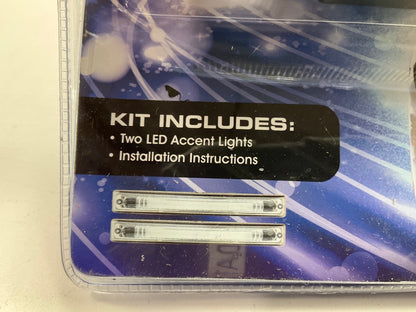 KIT INCLUDES:
• Two LED Accent Lights
• Installation Instructions